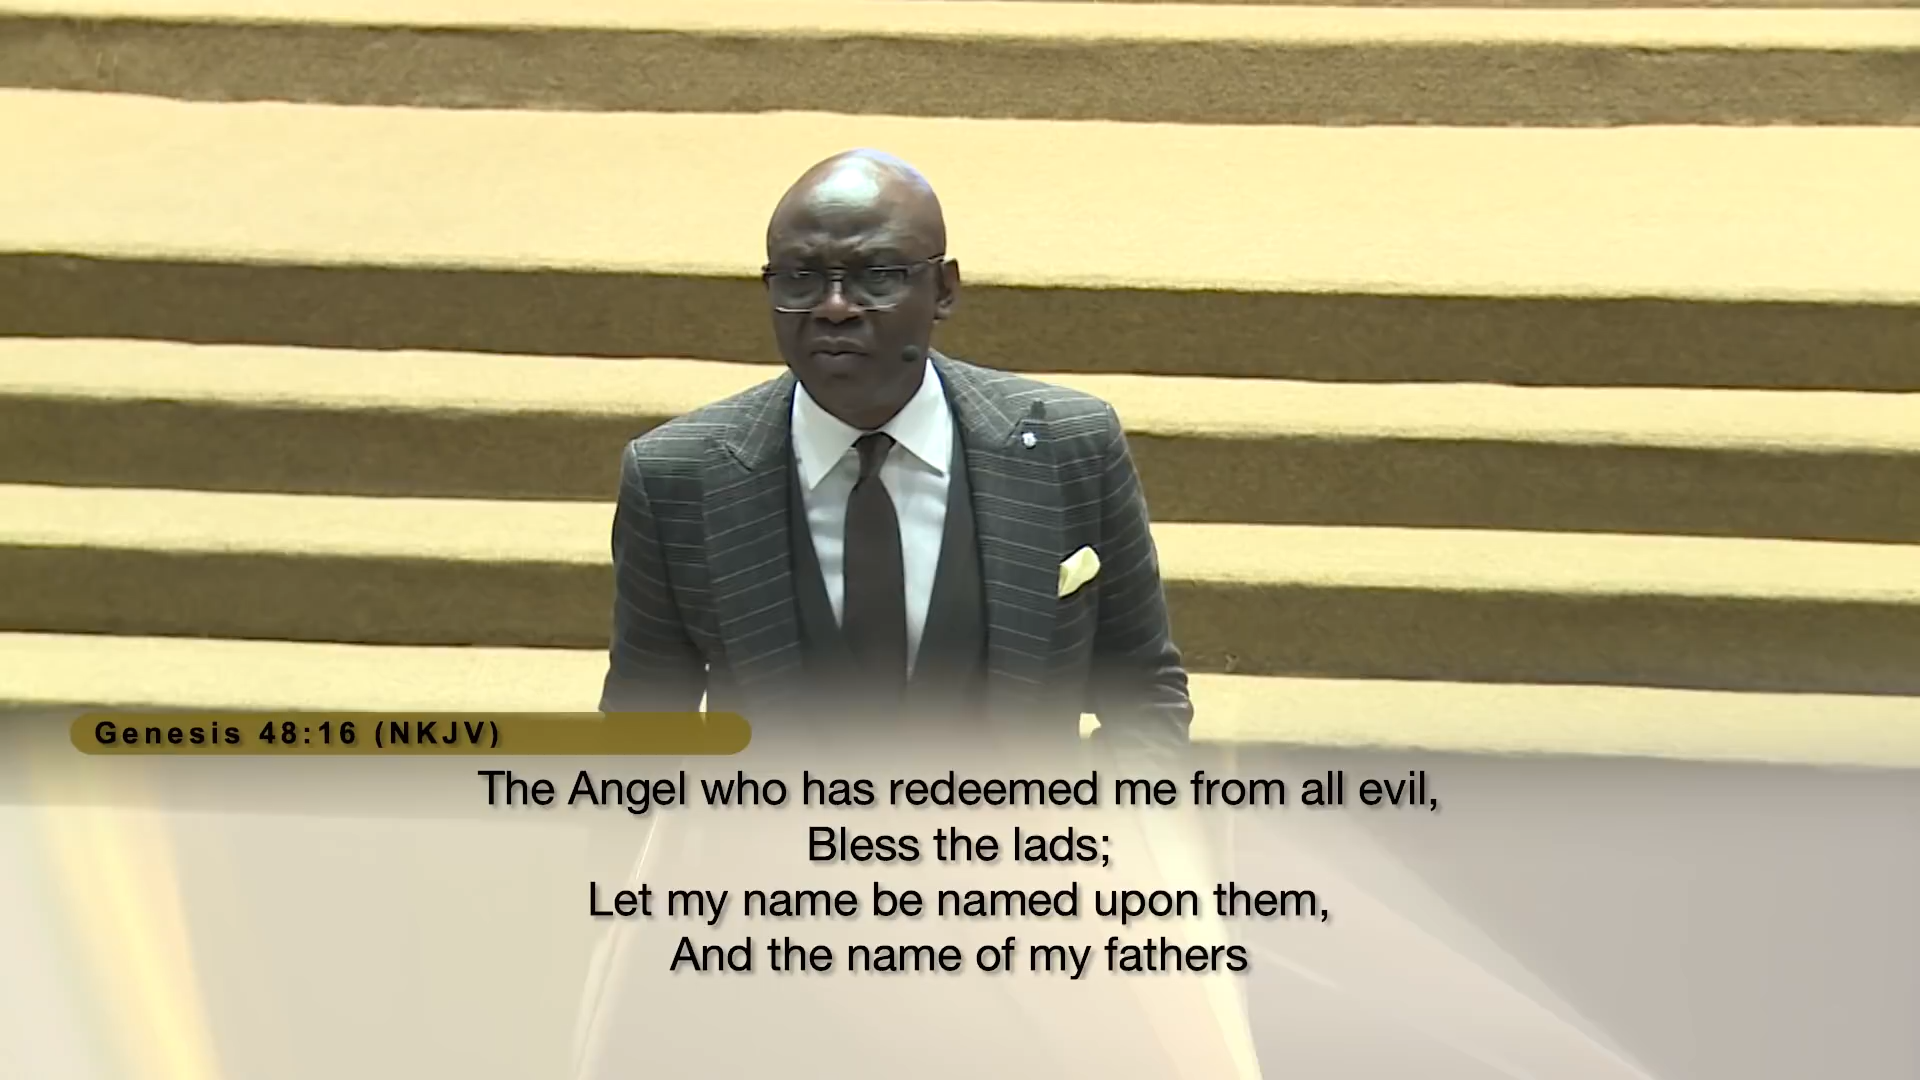 Genesis 48:16 (NKJV)
The Angel who has redeemed me from all evil,
Bless the lads;
Let my name be named upon them,
And the name of my fathers